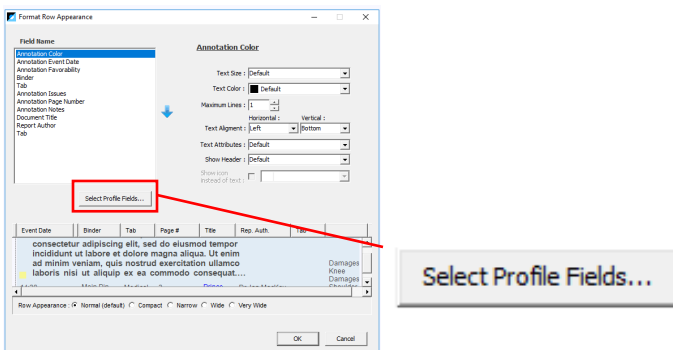 Format Row Appearance
Field Name
Annotation Color
Annotation Event Date
Annotation Favorability
Binder
Tab
Annotation Issues
Annotation Page Number
Annotation Notes
Document Title
Report Author
Tab
Select Profile Fields...
Annotation Color
Text Size : Default
Text Color : Default
Maximum Lines : 1
Horizontal : Vertical :
Text Aligment : Left Bottom
Text Attributes : Default
Show Header : Default
Show icon
instead of text :
Event Date Binder Tab Page # Title Rep. Auth.
consectetur adipiscing elit, sed do eiusmod tempor
incididunt ut labore et dolore magna aliqua. Ut enim
ad minim veniam, quis nostrud exercitation ullamco
laboris nisi ut aliquip ex ea commodo consequat....
Damages
Knee
Damages
Row Appearance : Normal (default) Compact Narrow Wide Very Wide
OK Cancel
Select Profile Fields...